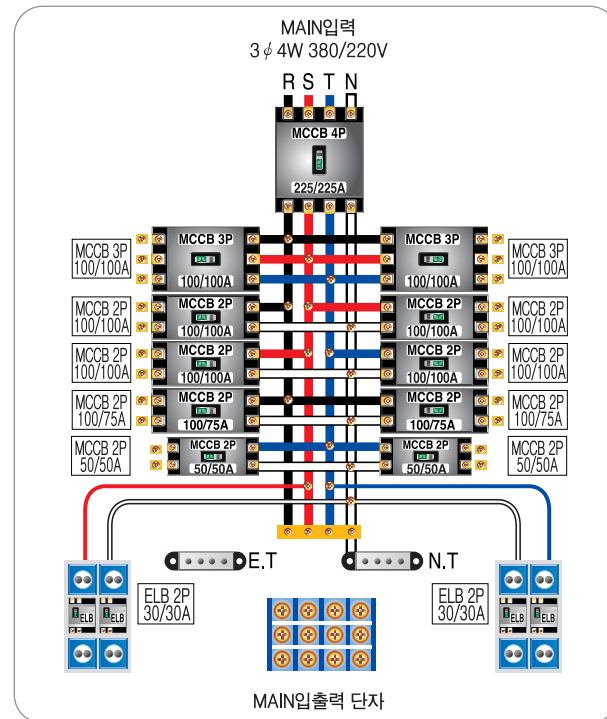 MAIN입력
3∮4W 380/220V
R S T N
MCCB 4P
225/225A
MCCB 3P
100/100A
MCCB 3P
100/100A
MCCB 3P
100/100A
MCCB 3P
100/100A
MCCB 2P
100/100A
MCCB 2P
100/100A
MCCB 2P
100/100A
MCCB 2P
100/100A
MCCB 2P
100/100A
MCCB 2P
100/100A
MCCB 2P
100/100A
MCCB 2P
100/100A
MCCB 2P
100/75A
MCCB 2P
100/75A
MCCB 2P
100/75A
MCCB 2P
100/75A
MCCB 2P
50/50A
MCCB 2P
50/50A
MCCB 2P
50/50A
MCCB 2P
50/50A
E.T
N.T
ELB ELB
ELB 2P
30/30A
ELB 2P
30/30A
ELB ELB
MAIN입출력 단자